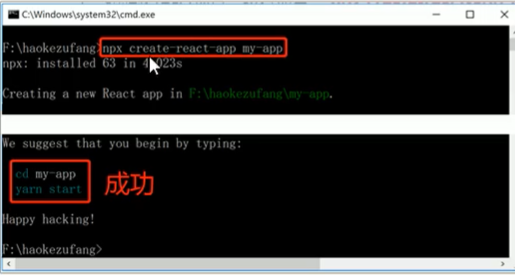 C:\Windows\system32\cmd.exe
F:\haokezufang>npx create-react-app my-app
npx: installed 63 in 4.023s
Creating a new React app in F:\haokezufang\my-app.
We suggest that you begin by typing:
cd my-app
yarn start
成功
Happy hacking!
F:\haokezufang>